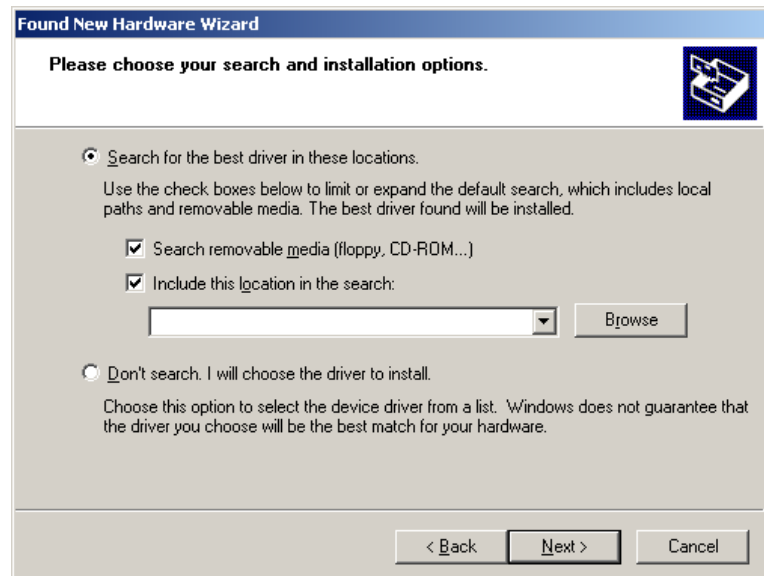 Found New Hardware Wizard
Please choose your search and installation options.
Search for the best driver in these locations.
Use the check boxes below to limit or expand the default search, which includes local
paths and removable media. The best driver found will be installed.
Search removable media (floppy, CD-ROM...)
Include this location in the search:
Browse
Don't search. I will choose the driver to install.
Choose this option to select the device driver from a list. Windows does not guarantee that
the driver you choose will be the best match for your hardware.
< Back Next > Cancel